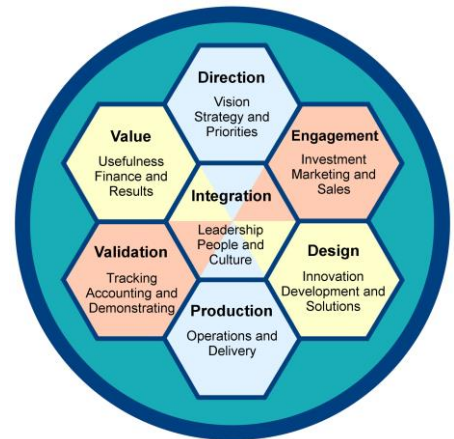 Direction
Vision
Strategy and
Priorities
Value
Usefulness
Finance and
Results
Engagement
Investment
Marketing and
Sales
Integration
Leadership
People and
Culture
Validation
Tracking
Accounting and
Demonstrating
Design
Innovation
Development and
Solutions
Production
Operations and
Delivery